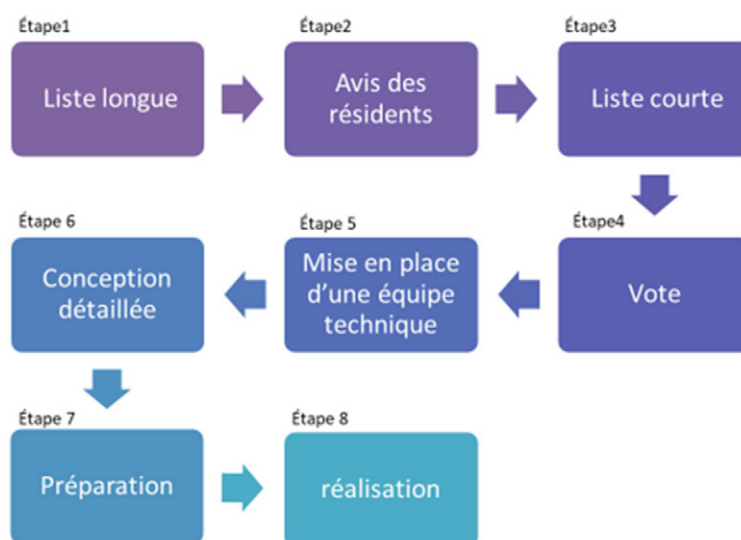 Étape1
Liste longue
Étape2
Avis des
résidents
Étape3
Liste courte
Étape4
Vote
Étape 5
Mise en place
d'une équipe
technique
Étape 6
Conception
détaillée
Étape 7
Préparation
Étape 8
réalisation